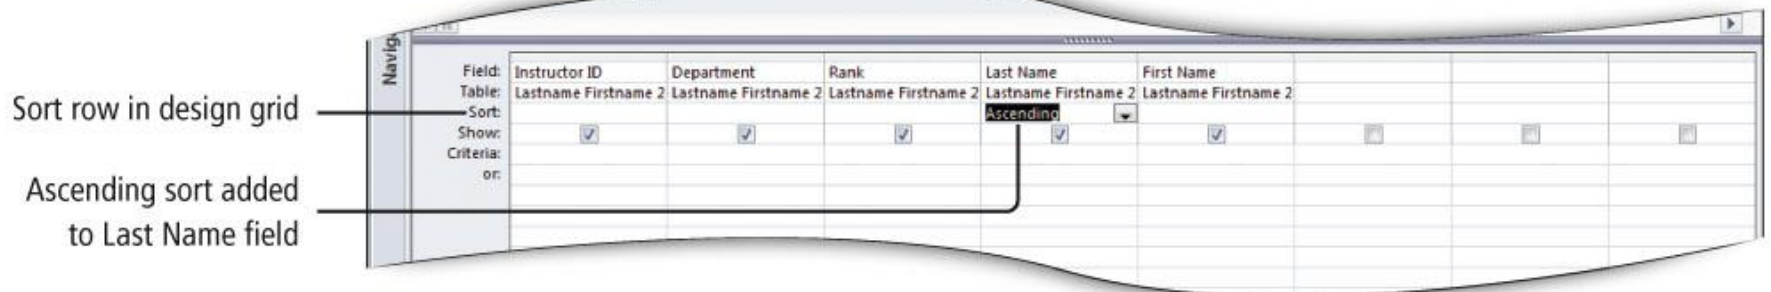 Navig
Field: Instructor ID Department Rank Last Name First Name
Table: Lastname Firstname 2 Lastname Firstname 2 Lastname Firstname 2 Lastname Firstname 2 Lastname Firstname 2
Sort row in design grid
Sort: Ascending
Show:
Criteria:
or:
Ascending sort added
to Last Name field